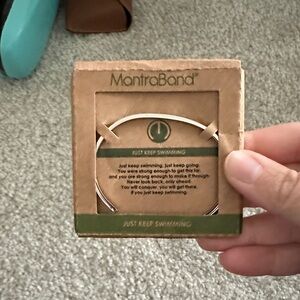 MantraBand®
JUST KEEP SWIMMING
Just keep swimming, just keep going.
You were strong enough to get this far
and you are strong enough to make it through.
Never look back, only ahead.
You will conquer, you will get there,
if you just keep swimming.
JUST KEEP SWIMMING